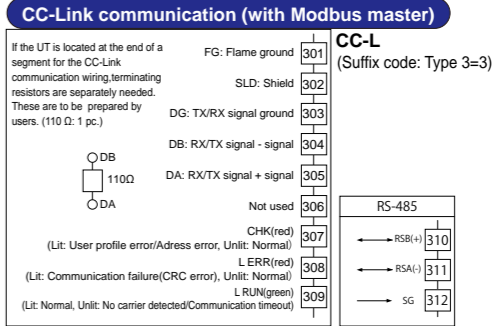 CC-Link communication (with Modbus master)
CC-L
(Suffix code: Type 3=3)
If the UT is located at the end of a
segment for the CC-Link
communication wiring,terminating
resistors are separately needed.
These are to be prepared by
users. (110 Ω: 1 pc.)
DB
110Ω
DA
FG: Flame ground 301
SLD: Shield 302
DG: TX/RX signal ground 303
DB: RX/TX signal - signal 304
DA: RX/TX signal + signal 305
Not used 306
CHK(red) 307
(Lit: User profile error/Adress error, Unlit: Normal)
L ERR(red) 308
(Lit: Communication failure(CRC error), Unlit: Normal)
L RUN(green) 309
(Lit: Normal, Unlit: No carrier detected/Communication timeout)
RS-485
RSB(+) 310
RSA(-) 311
SG 312